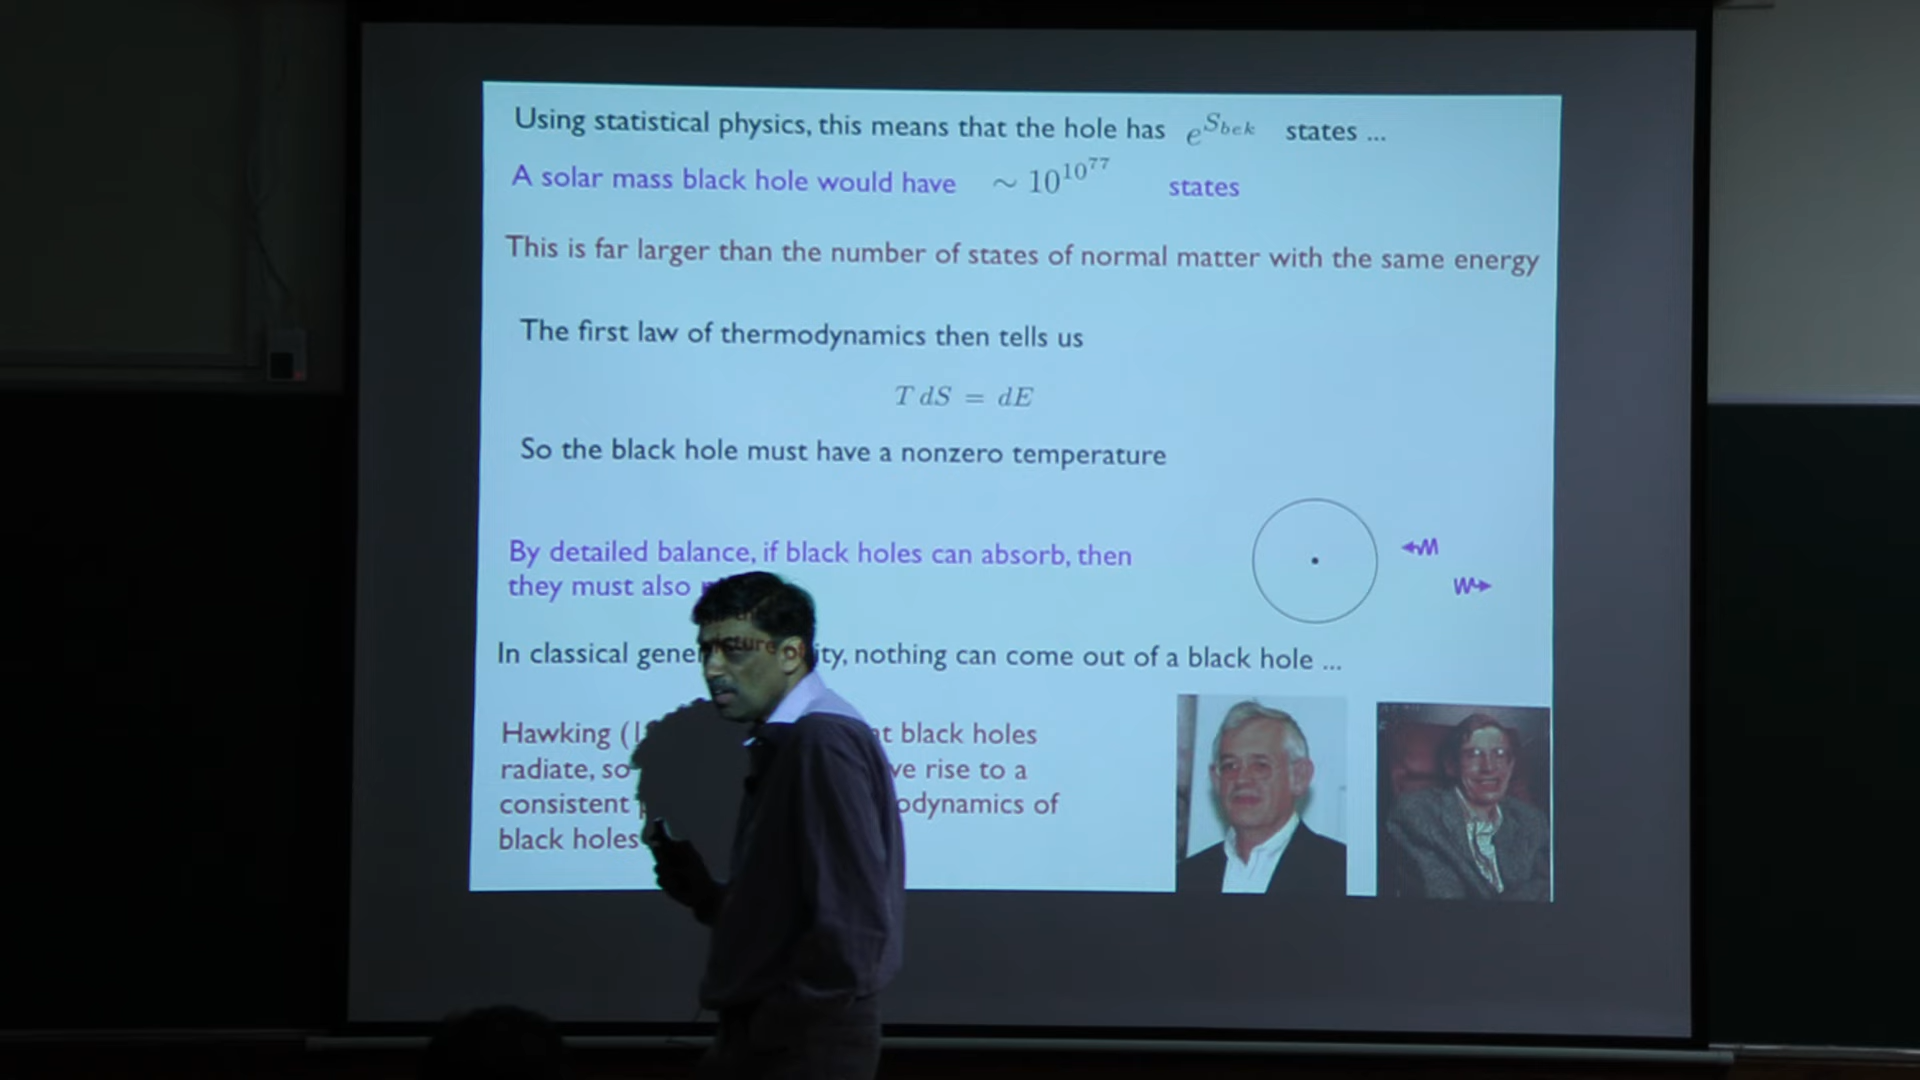 Using statistical physics, this means that the hole has e^{S_{bek}} states ...
A solar mass black hole would have ~ 10^{10^{77}} states
This is far larger than the number of states of normal matter with the same energy
The first law of thermodynamics then tells us
T dS = dE
So the black hole must have a nonzero temperature
By detailed balance, if black holes can absorb, then
they must also
In classical nothing can come out of a black hole ...
Hawking ( black holes
radiate, so rise to a
consistent of
black holes